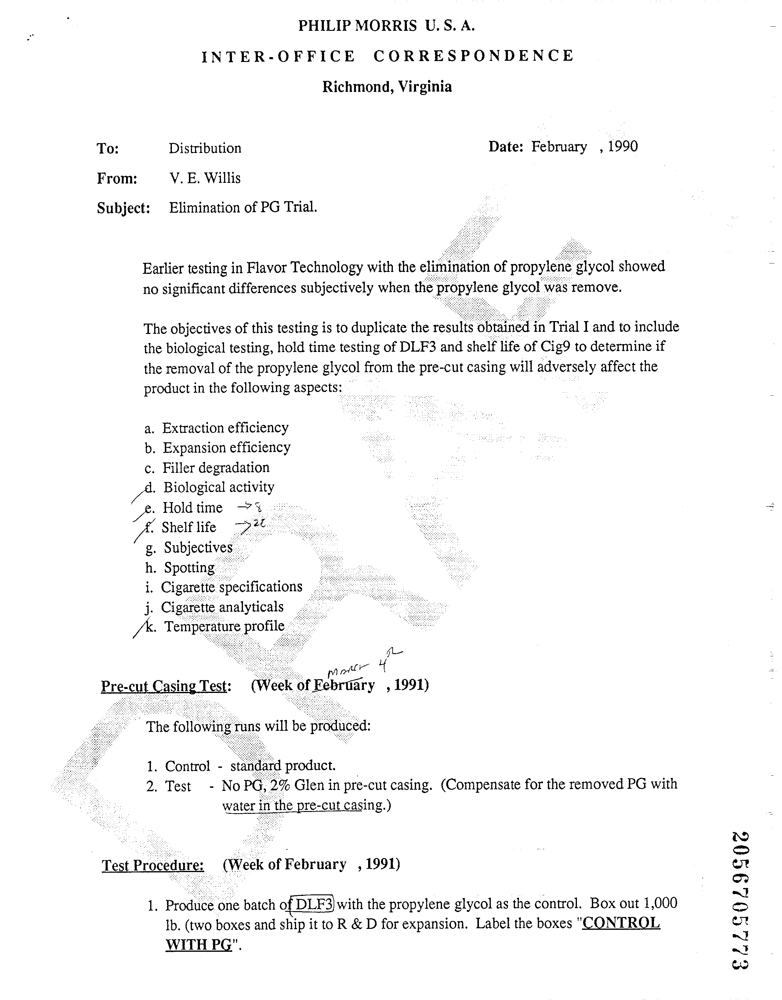 PHILIP MORRIS U. S. A.
INTER-OFFICE CORRESPONDENCE
Richmond, Virginia
To: Distribution Date: February , 1990
From: V. E. Willis
Subject: Elimination of PG Trial.
Earlier testing in Flavor Technology with the elimination of propylene glycol showed
no significant differences subjectively when the propylene glycol was remove.
The objectives of this testing is to duplicate the results obtained in Trial I and to include
the biological testing, hold time testing of DLF3 and shelf life of Cig9 to determine if
the removal of the propylene glycol from the pre-cut casing will adversely affect the
product in the following aspects:
a. Extraction efficiency
b. Expansion efficiency
c. Filler degradation
d. Biological activity
e. Hold time
f. Shelf life
g. Subjectives
h. Spotting
i. Cigarette specifications
j. Cigarette analyticals
k. Temperature profile
March 4
Pre-cut Casing Test: (Week of February , 1991)
The following runs will be produced:
1. Control - standard product.
2. Test - No PG, 2% Glen in pre-cut casing. (Compensate for the removed PG with
water in the pre-cut casing.)
Test Procedure: (Week of February , 1991)
1. Produce one batch of DLF3 with the propylene glycol as the control. Box out 1,000
lb. (two boxes and ship it to R & D for expansion. Label the boxes "CONTROL
WITH PG".
2056705773
DRAFT